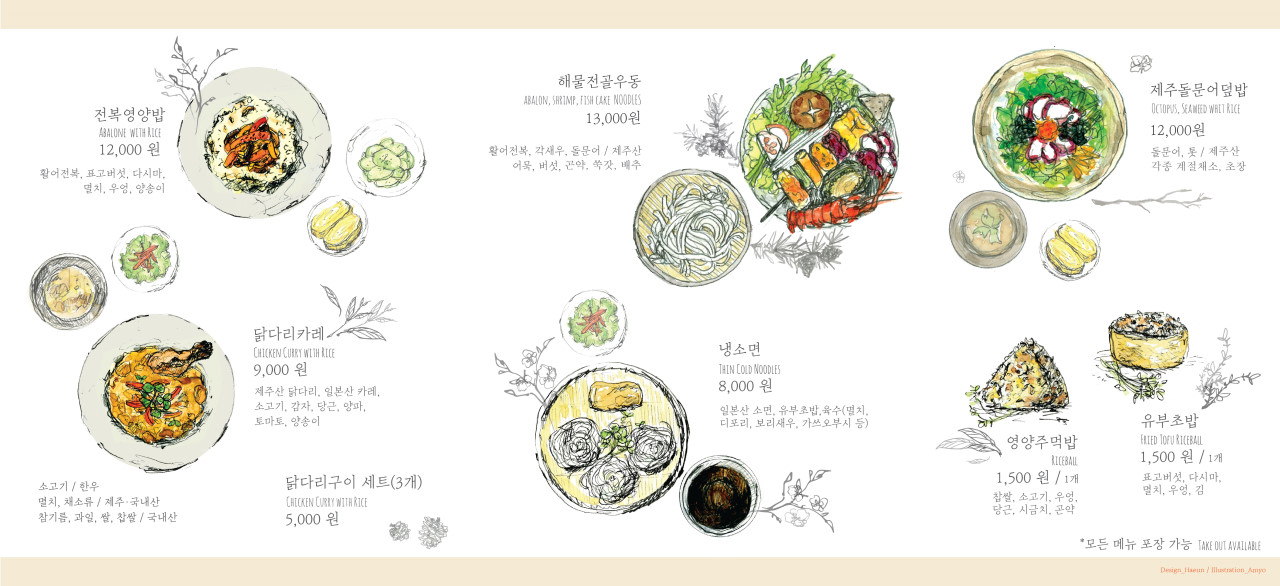 전복영양밥
Abalone with Rice
12,000 원
활어전복, 표고버섯, 다시마,
멸치, 우엉, 양송이
닭다리카레
Chicken Curry with Rice
9,000 원
제주산 닭다리, 일본산 카레,
소고기, 감자, 당근, 양파,
토마토, 양송이
소고기 / 한우
멸치, 채소류 / 제주·국내산
참기름, 과일, 쌀, 찹쌀 / 국내산
닭다리구이 세트(3개)
Chicken Curry with Rice
5,000 원
해물전골우동
abalon, shrimp, fish cake NOODLES
13,000원
활어전복, 각새우, 돌문어 / 제주산
어묵, 버섯, 곤약, 쑥갓, 배추
냉소면
Thin Cold Noodles
8,000 원
일본산 소면, 유부초밥,육수(멸치,
디포리, 보리새우, 가쓰오부시 등)
제주돌문어덮밥
Octopus, Seaweed whit Rice
12,000원
돌문어, 톳 / 제주산
각종 계절채소, 초장
영양주먹밥
Riceball
1,500 원 / 1개
찹쌀, 소고기, 우엉,
당근, 시금치, 곤약
유부초밥
Fried Tofu Riceball
1,500 원 / 1개
표고버섯, 다시마,
멸치, 우엉, 김
*모든 메뉴 포장 가능 Take out available
Design_Haeun / Illustration_Amyo